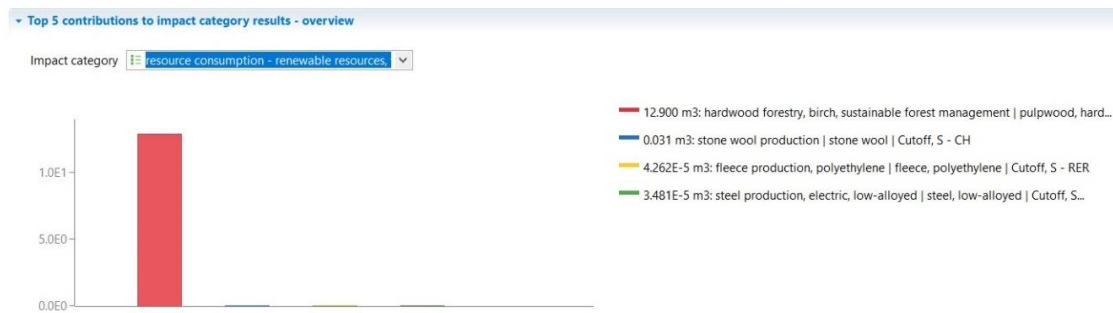 Top 5 contributions to impact category results - overview
Impact category resource consumption - renewable resources,
12.900 m3: hardwood forestry, birch, sustainable forest management | pulpwood, hard...
0.031 m3: stone wool production | stone wool | Cutoff, S - CH
4.262E-5 m3: fleece production, polyethylene | fleece, polyethylene | Cutoff, S - RER
3.481E-5 m3: steel production, electric, low-alloyed | steel, low-alloyed | Cutoff, S...
1.0E1
5.0E0
0.0E0